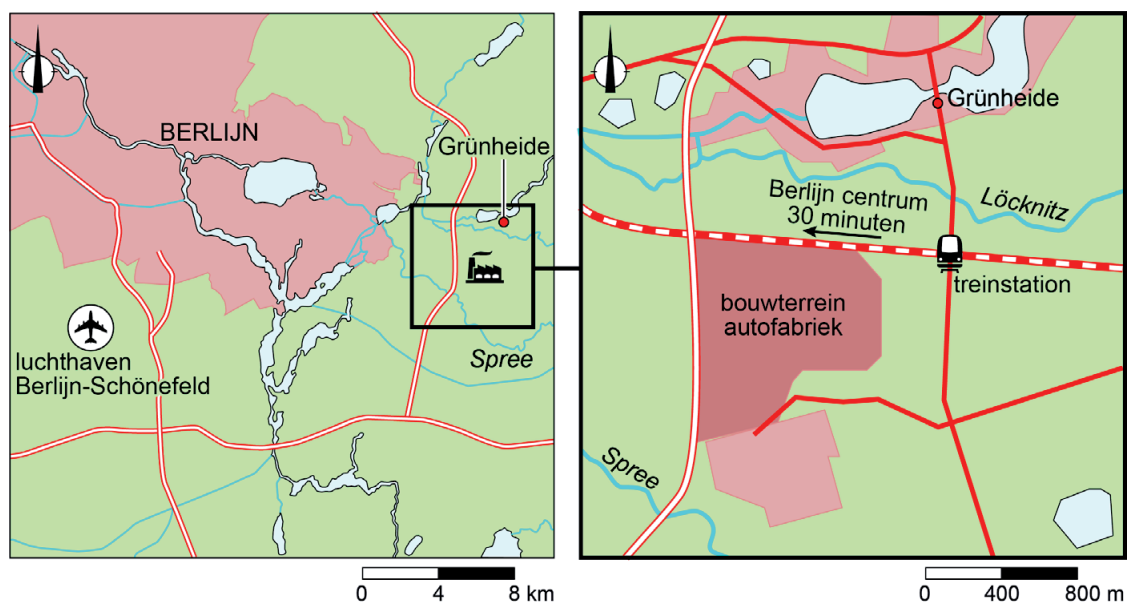 BERLIJN
Grünheide
luchthaven
Berlijn-Schönefeld
Spree
0 4 8 km
Grünheide
Berlijn centrum
30 minuten
Löcknitz
treinstation
bouwterrein
autofabriek
Spree
0 400 800 m